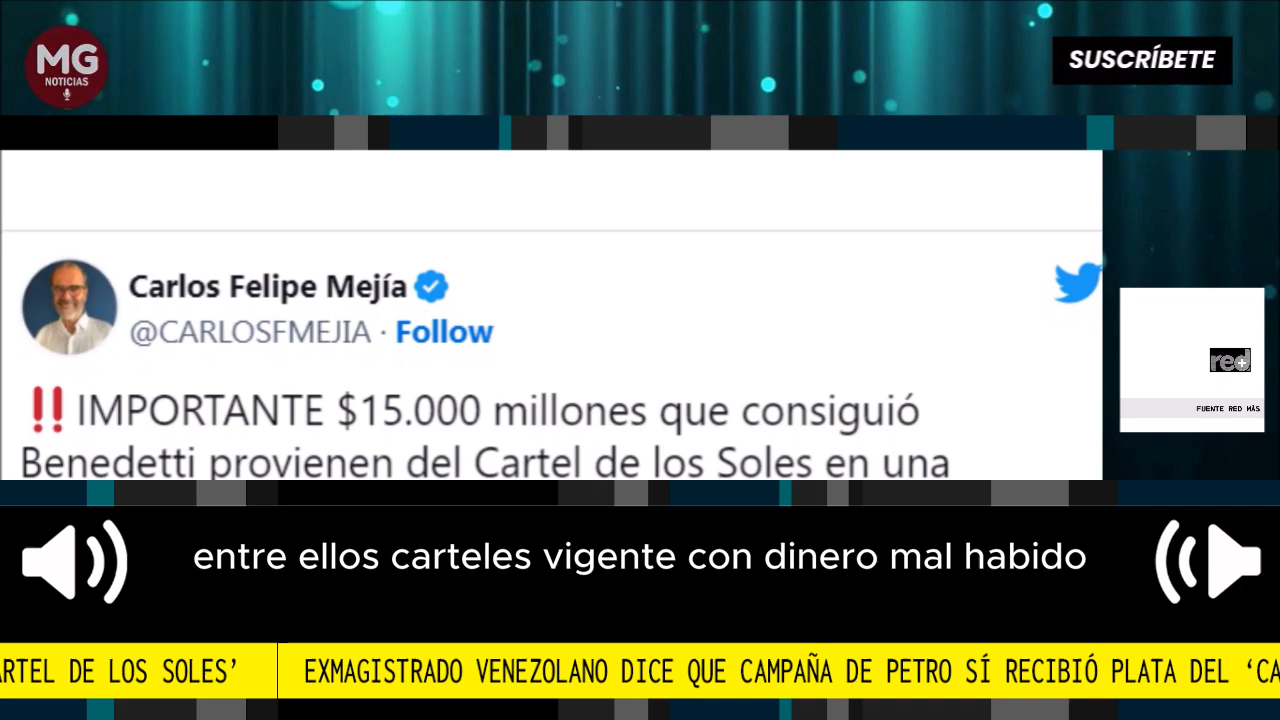 MG
NOTICIAS
SUSCRÍBETE
Carlos Felipe Mejía
@CARLOSFMEJIA · Follow
‼️IMPORTANTE $15.000 millones que consiguió
Benedetti provienen del Cartel de los Soles en una
red+
FUENTE RED MÁS
entre ellos carteles vigente con dinero mal habido
ARTEL DE LOS SOLES’ EXMAGISTRADO VENEZOLANO DICE QUE CAMPAÑA DE PETRO SÍ RECIBIÓ PLATA DEL ‘CA